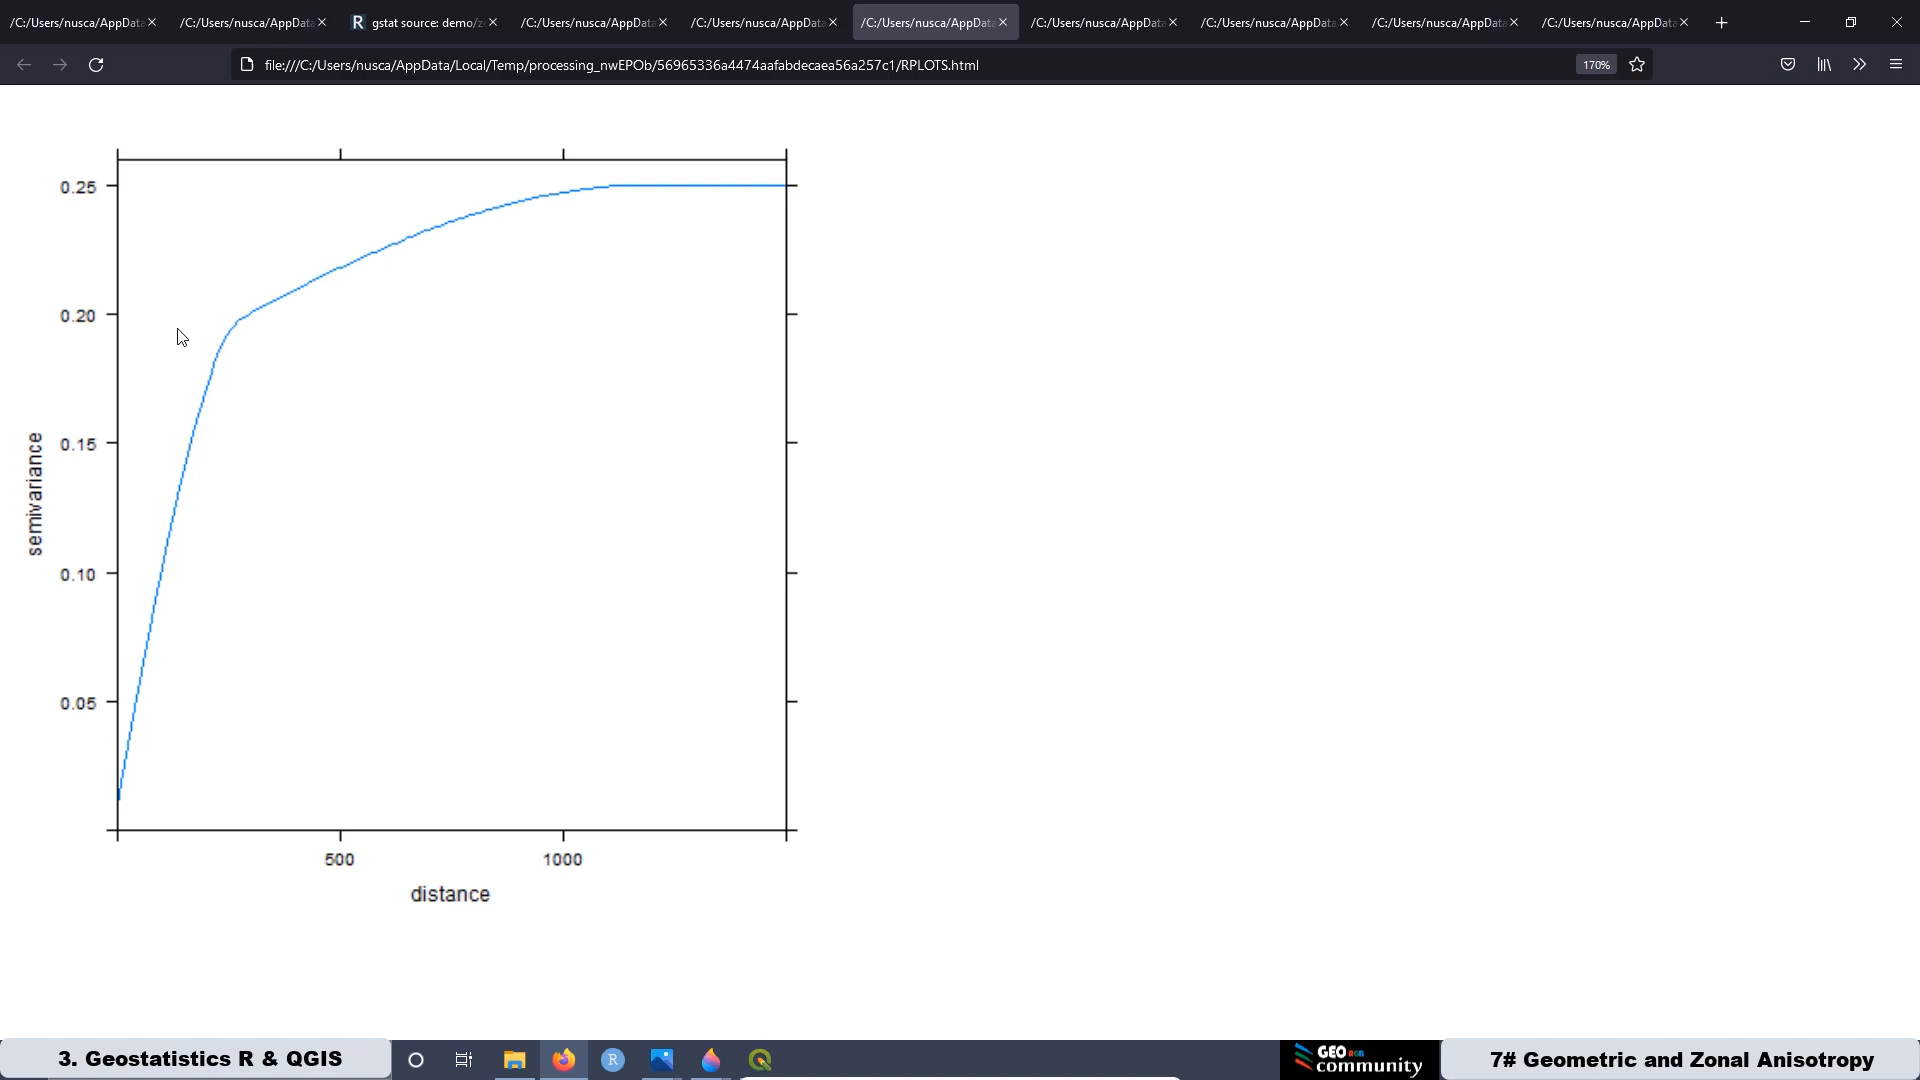 /C:/Users/nusca/AppData
/C:/Users/nusca/AppData
R gstat source: demo/z
/C:/Users/nusca/AppData
/C:/Users/nusca/AppData
/C:/Users/nusca/AppData
/C:/Users/nusca/AppData
/C:/Users/nusca/AppData
/C:/Users/nusca/AppData
/C:/Users/nusca/AppData
file:///C:/Users/nusca/AppData/Local/Temp/processing_nwEPOb/56965336a4474aafabdecaea56a257c1/RPLOTS.html
170%
0.25
0.20
0.15
0.10
0.05
semivariance
500
1000
distance
3. Geostatistics R & QGIS
R
GEO RGB
community
7# Geometric and Zonal Anisotropy